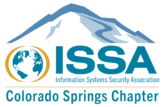 ISSA
Information Systems Security Association
Colorado Springs Chapter